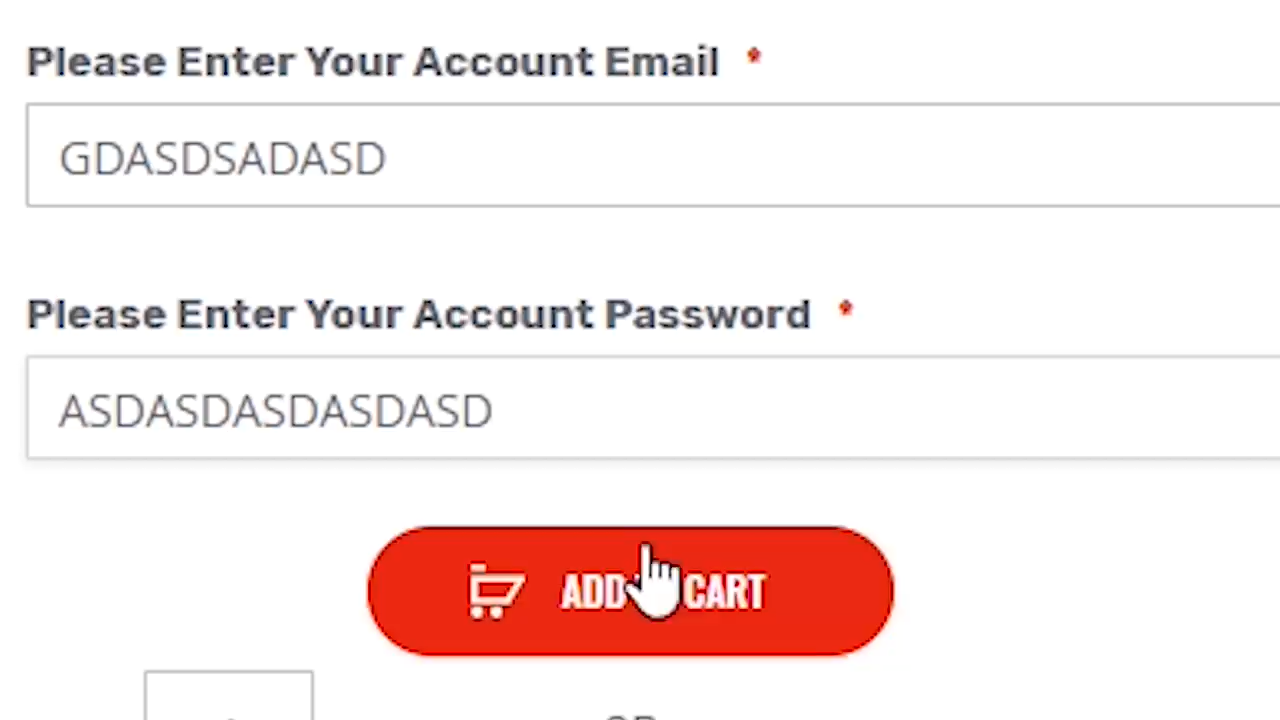 Please Enter Your Account Email *
GDASDSADASD
Please Enter Your Account Password *
ASDASDASDASDASD
ADD CART